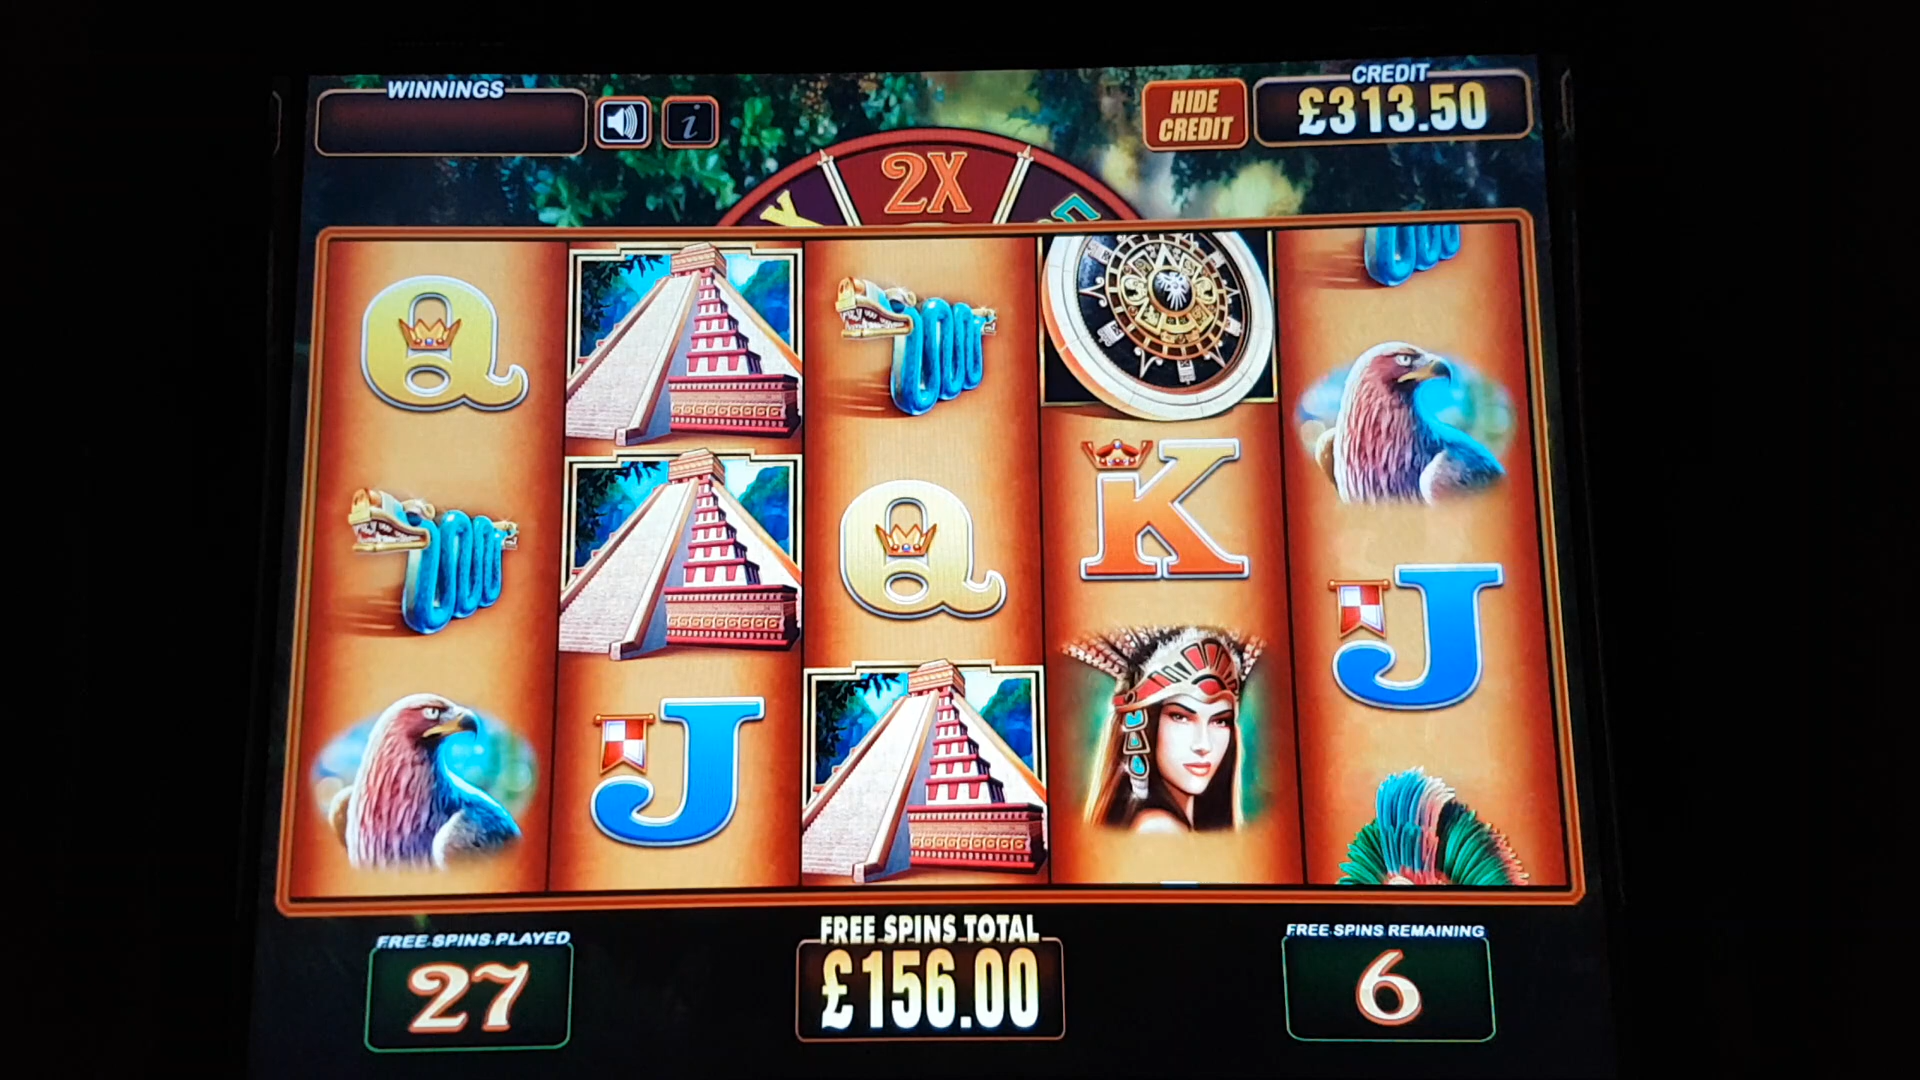 WINNINGS
i
HIDE
CREDIT
CREDIT
£313.50
2X
Q
K
Q
J
J
FREE SPINS PLAYED
27
FREE SPINS TOTAL
£156.00
FREE SPINS REMAINING
6